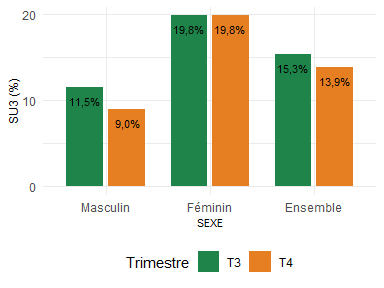 20
10
0
SU3 (%)
11,5%
9,0%
19,8%
19,8%
15,3%
13,9%
Masculin
Féminin
Ensemble
SEXE
Trimestre
T3
T4